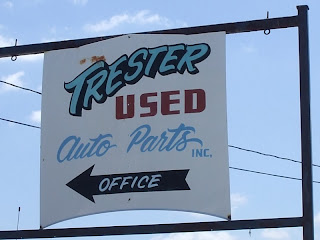 TRESTER
USED
Auto Parts
INC.
OFFICE